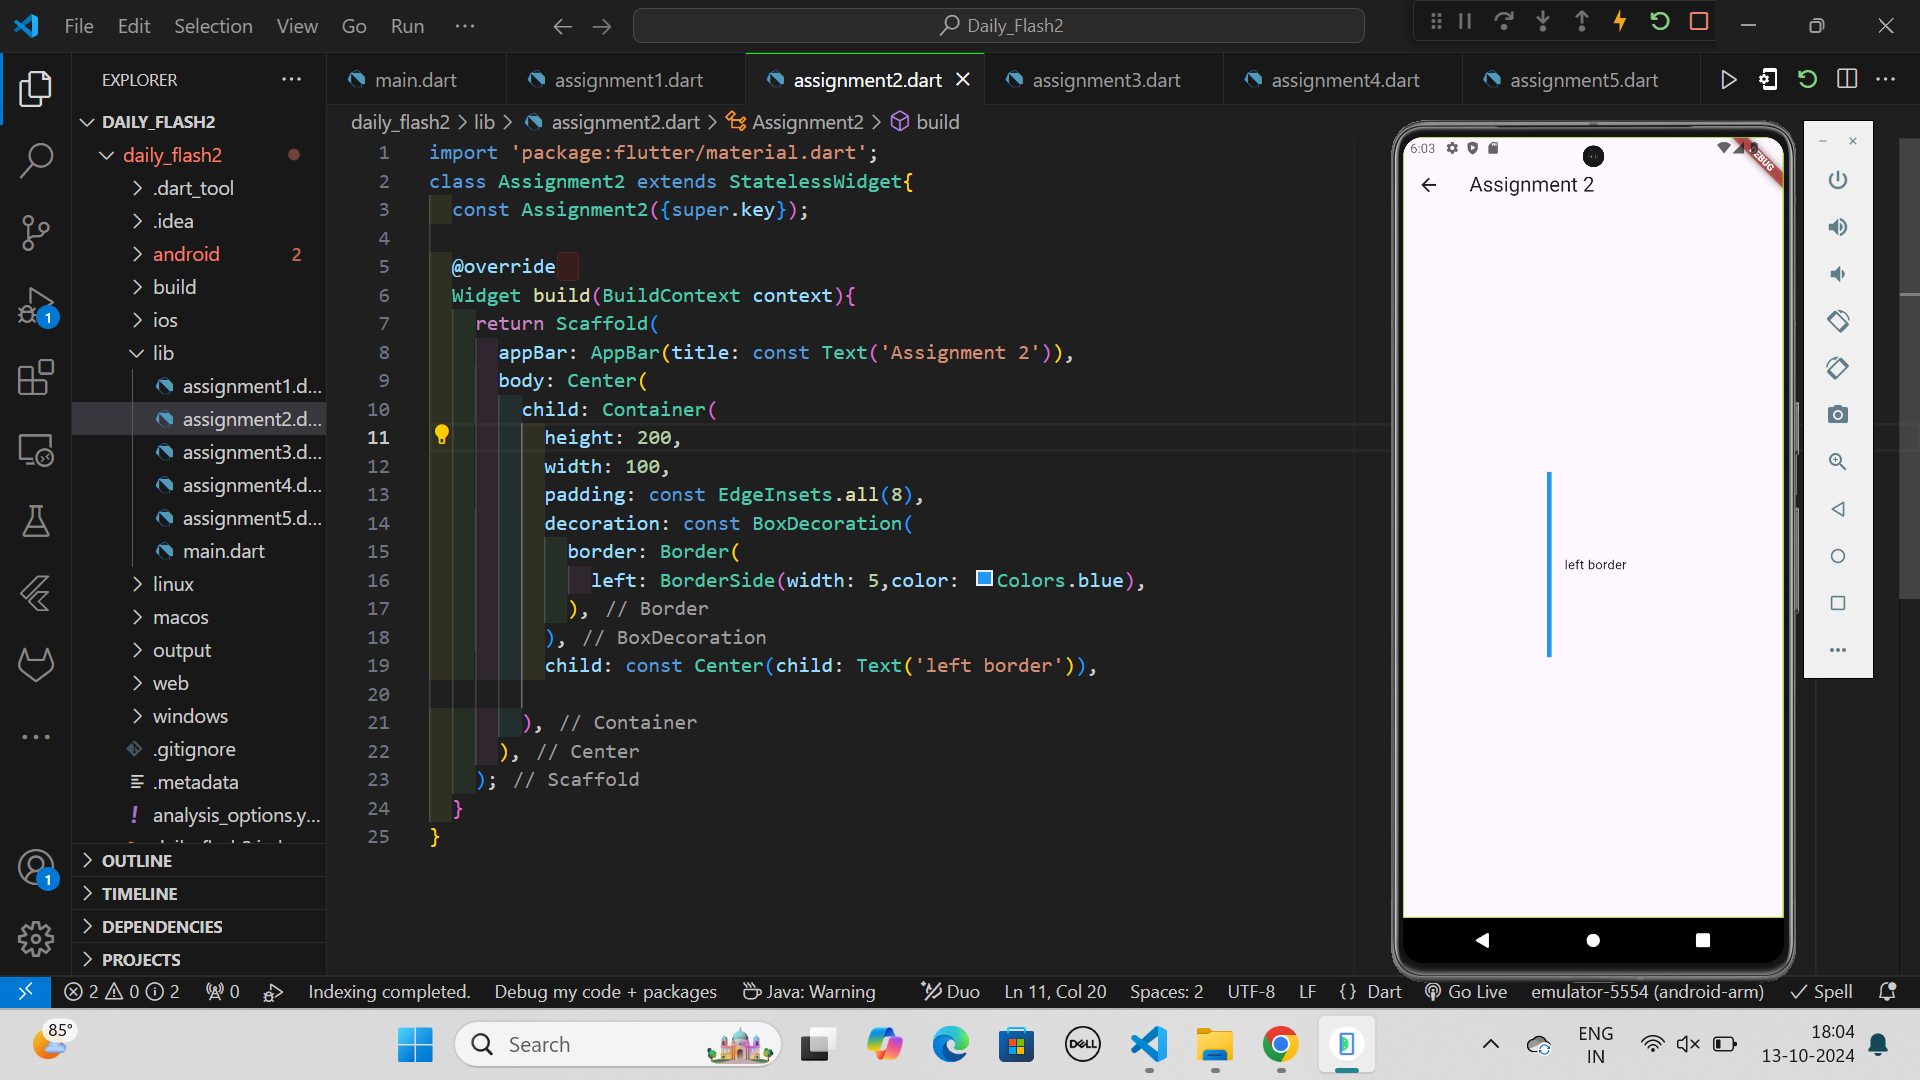 File Edit Selection View Go Run ...
Daily_Flash2
EXPLORER
main.dart
assignment1.dart
assignment2.dart
assignment3.dart
assignment4.dart
assignment5.dart
DAILY_FLASH2
daily_flash2
.dart_tool
.idea
android 2
build
ios
lib
assignment1.d...
assignment2.d...
assignment3.d...
assignment4.d...
assignment5.d...
main.dart
linux
macos
output
web
windows
.gitignore
.metadata
analysis_options.y...
OUTLINE
TIMELINE
DEPENDENCIES
PROJECTS
1
1
daily_flash2 > lib > assignment2.dart > Assignment2 > build
1 import 'package:flutter/material.dart';
2 class Assignment2 extends StatelessWidget{
3 const Assignment2({super.key});
4
5 @override
6 Widget build(BuildContext context){
7 return Scaffold(
8 appBar: AppBar(title: const Text('Assignment 2')),
9 body: Center(
10 child: Container(
11 height: 200,
12 width: 100,
13 padding: const EdgeInsets.all(8),
14 decoration: const BoxDecoration(
15 border: Border(
16 left: BorderSide(width: 5,color: Colors.blue),
17 ), // Border
18 ), // BoxDecoration
19 child: const Center(child: Text('left border')),
20
21 ), // Container
22 ), // Center
23 ); // Scaffold
24 }
25 }
6:03
DEBUG
Assignment 2
left border
2 0 2 0 Indexing completed. Debug my code + packages Java: Warning Duo Ln 11, Col 20 Spaces: 2 UTF-8 LF {} Dart Go Live emulator-5554 (android-arm) Spell
85°
Search
DELL
ENG
IN
18:04
13-10-2024